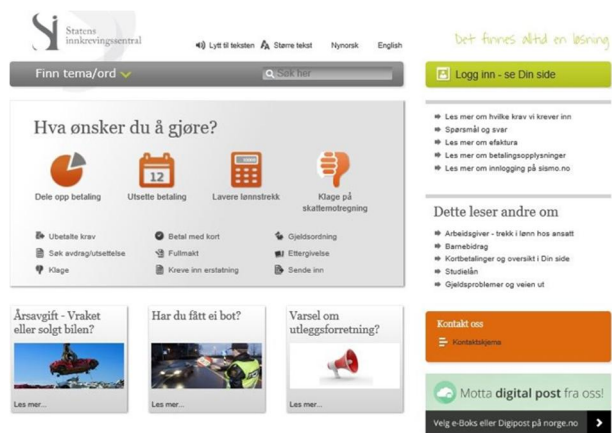 Statens
innkrevingssentral
Lytt til teksten
Større tekst
Nynorsk
English
Det finnes alltid en løsning
Finn tema/ord
Søk her
Logg inn - se Din side
Hva ønsker du å gjøre?
12
Dele opp betaling
Utsette betaling
Lavere lønnstrekk
Klage på
skattemotregning
Ubetalte krav
Betal med kort
Gjeldsordning
Søk avdrag/utsettelse
Fullmakt
Ettergivelse
Klage
Kreve inn erstatning
Sende inn
Les mer om hvilke krav vi krever inn
Spørsmål og svar
Les mer om efaktura
Les mer om betalingsopplysninger
Les mer om innlogging på sismo.no
Dette leser andre om
Arbeidsgiver - trekk i lønn hos ansatt
Barnebidrag
Kortbetalinger og oversikt i Din side
Studielån
Gjeldsproblemer og veien ut
Årsavgift - Vraket
eller solgt bilen?
Les mer...
Har du fått ei bot?
Les mer...
Varsel om
utleggsforretning?
Les mer...
Kontakt oss
Kontaktskjema
Motta digital post fra oss!
Velg e-Boks eller Digipost på norge.no